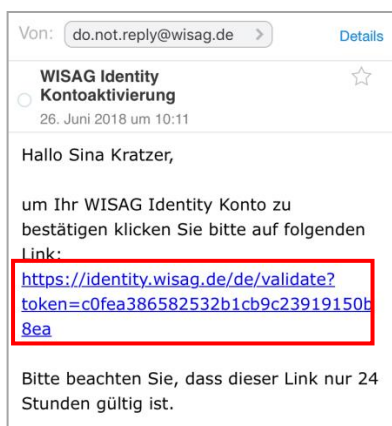 Von: do.not.reply@wisag.de > Details
WISAG Identity
Kontoaktivierung
26. Juni 2018 um 10:11
Hallo Sina Kratzer,
um Ihr WISAG Identity Konto zu
bestätigen klicken Sie bitte auf folgenden
Link:
https://identity.wisag.de/de/validate?
token=c0fea386582532b1cb9c23919150b
8ea
Bitte beachten Sie, dass dieser Link nur 24
Stunden gültig ist.